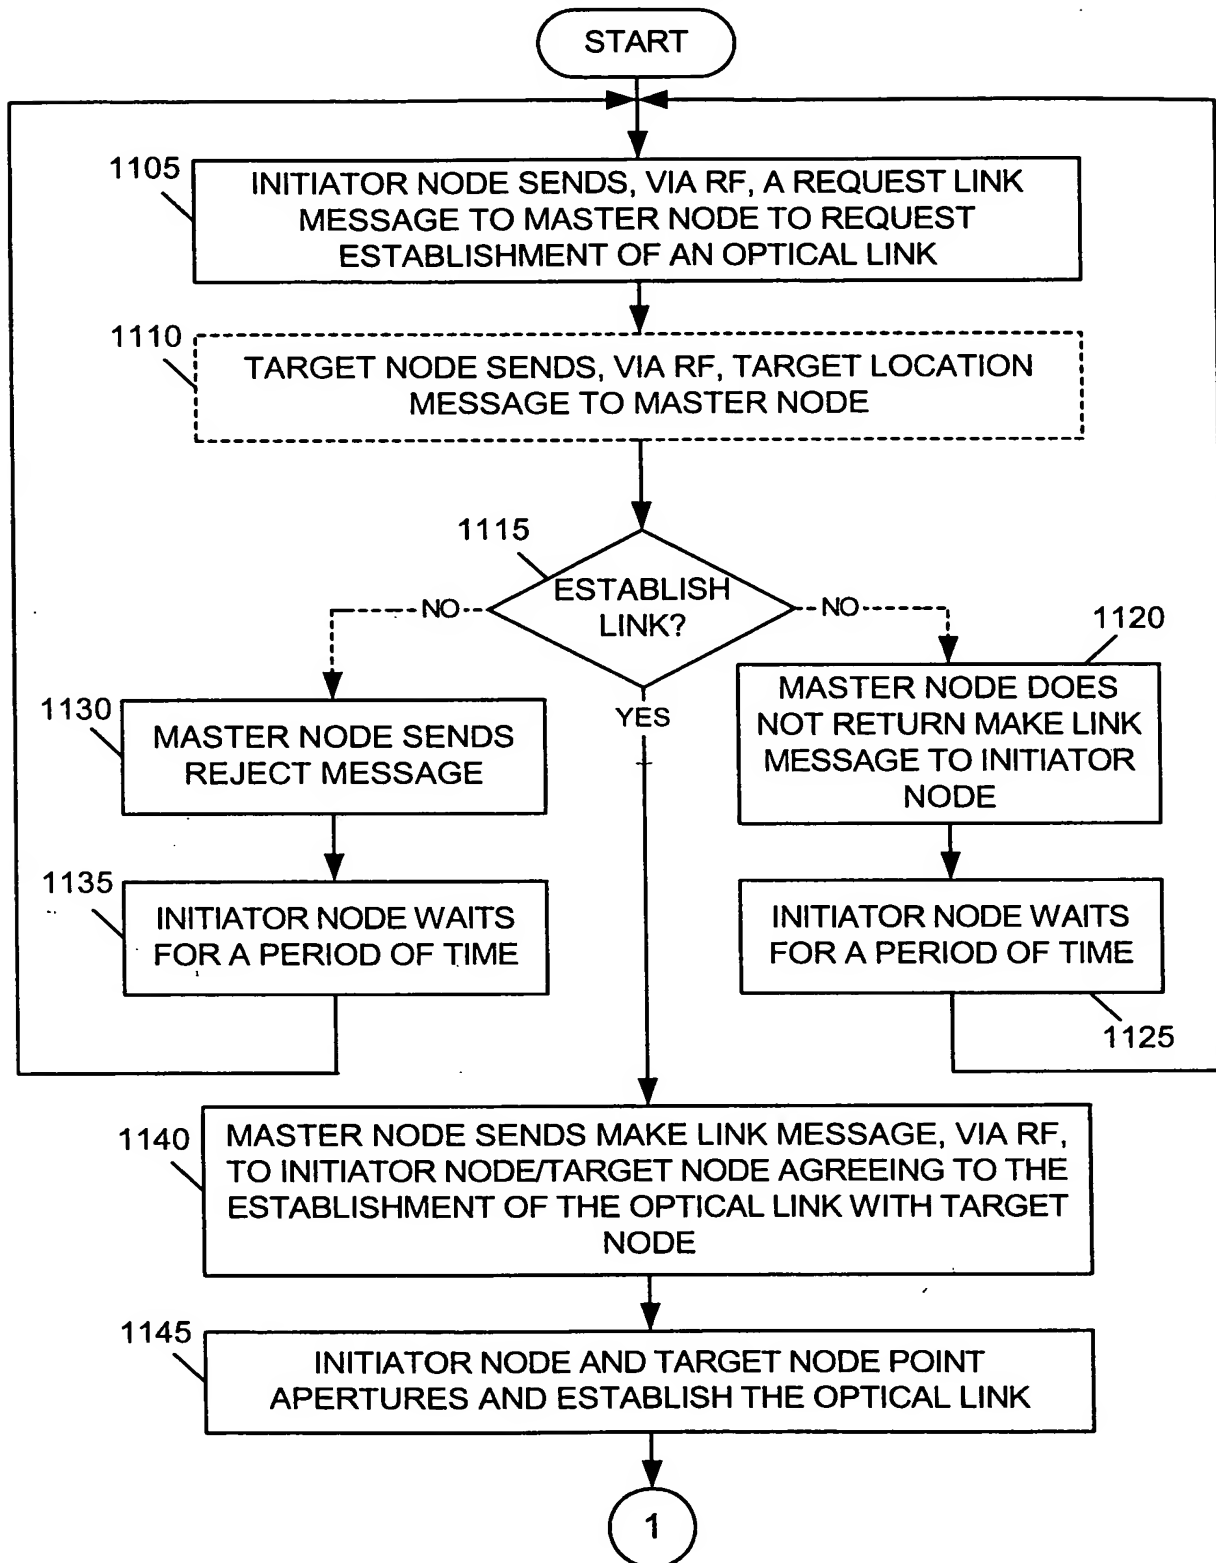 START
1105
INITIATOR NODE SENDS, VIA RF, A REQUEST LINK
MESSAGE TO MASTER NODE TO REQUEST
ESTABLISHMENT OF AN OPTICAL LINK
1110
TARGET NODE SENDS, VIA RF, TARGET LOCATION
MESSAGE TO MASTER NODE
1115
ESTABLISH
LINK?
NO
NO
YES
1130
MASTER NODE SENDS
REJECT MESSAGE
1120
MASTER NODE DOES
NOT RETURN MAKE LINK
MESSAGE TO INITIATOR
NODE
1135
INITIATOR NODE WAITS
FOR A PERIOD OF TIME
INITIATOR NODE WAITS
FOR A PERIOD OF TIME
1125
1140
MASTER NODE SENDS MAKE LINK MESSAGE, VIA RF,
TO INITIATOR NODE/TARGET NODE AGREEING TO THE
ESTABLISHMENT OF THE OPTICAL LINK WITH TARGET
NODE
1145
INITIATOR NODE AND TARGET NODE POINT
APERTURES AND ESTABLISH THE OPTICAL LINK
1